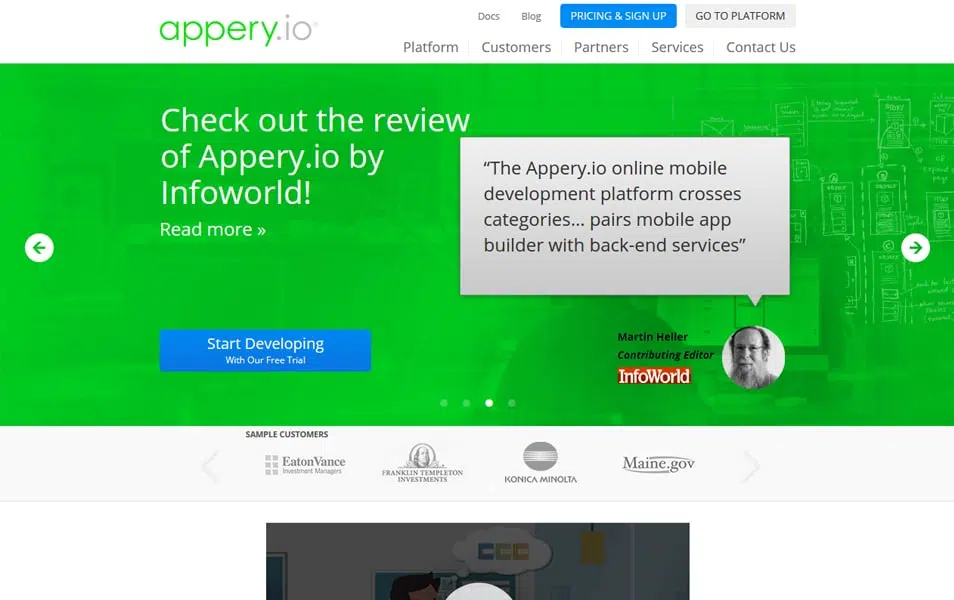 appery.io
Docs Blog PRICING & SIGN UP GO TO PLATFORM
Platform Customers Partners Services Contact Us
Check out the review
of Appery.io by
Infoworld!
Read more »
“The Appery.io online mobile
development platform crosses
categories... pairs mobile app
builder with back-end services”
Start Developing
With Our Free Trial
Martin Heller
Contributing Editor
InfoWorld
SAMPLE CUSTOMERS
EatonVance
Investment Managers
FRANKLIN TEMPLETON
INVESTMENTS
KONICA MINOLTA
Maine.gov